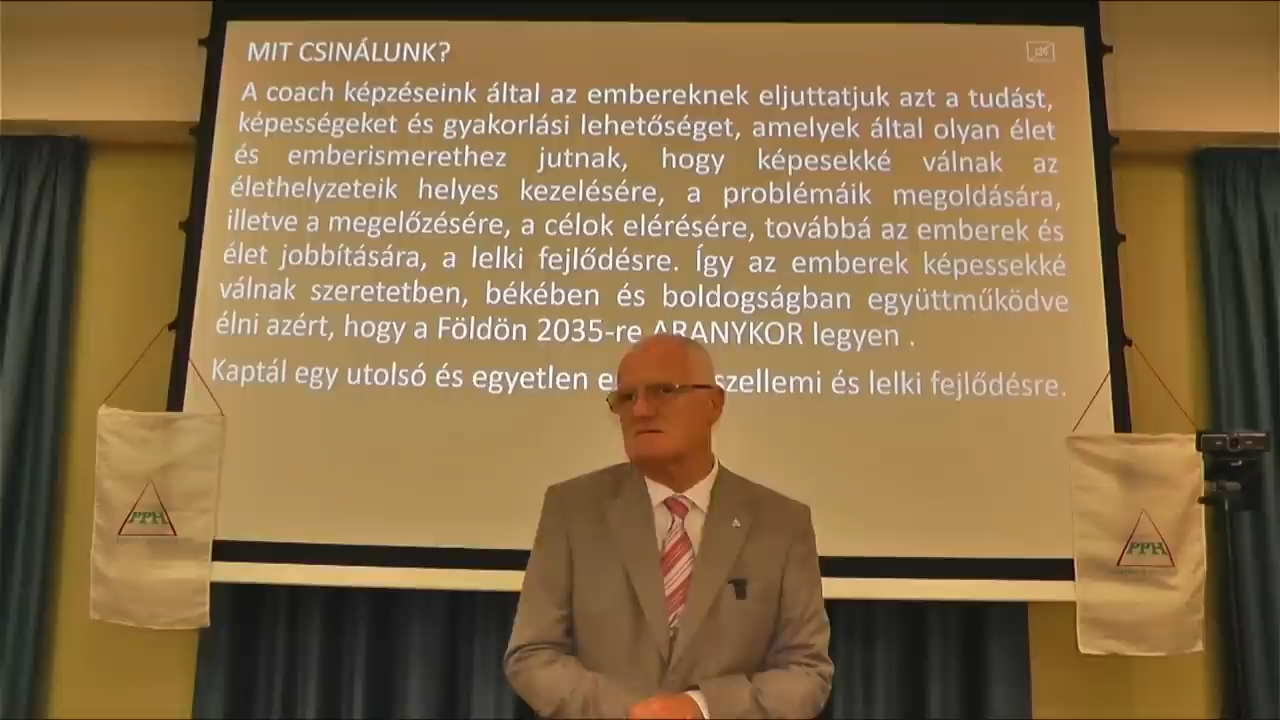 MIT CSINÁLUNK?
A coach képzéseink által az embereknek eljuttatjuk azt a tudást,
képességeket és gyakorlási lehetőséget, amelyek által olyan élet
és emberismerethez jutnak, hogy képesekké válnak az
élethelyzeteik helyes kezelésére, a problémáik megoldására,
illetve a megelőzésére, a célok elérésére, továbbá az emberek és
élet jobbítására, a lelki fejlődésre. Így az emberek képessekké
válnak szeretetben, békében és boldogságban együttműködve
élni azért, hogy a Földön 2035-re ARANYKOR legyen .
Kaptál egy utolsó és egyetlen szellemi és lelki fejlődésre.
PPH
PPH